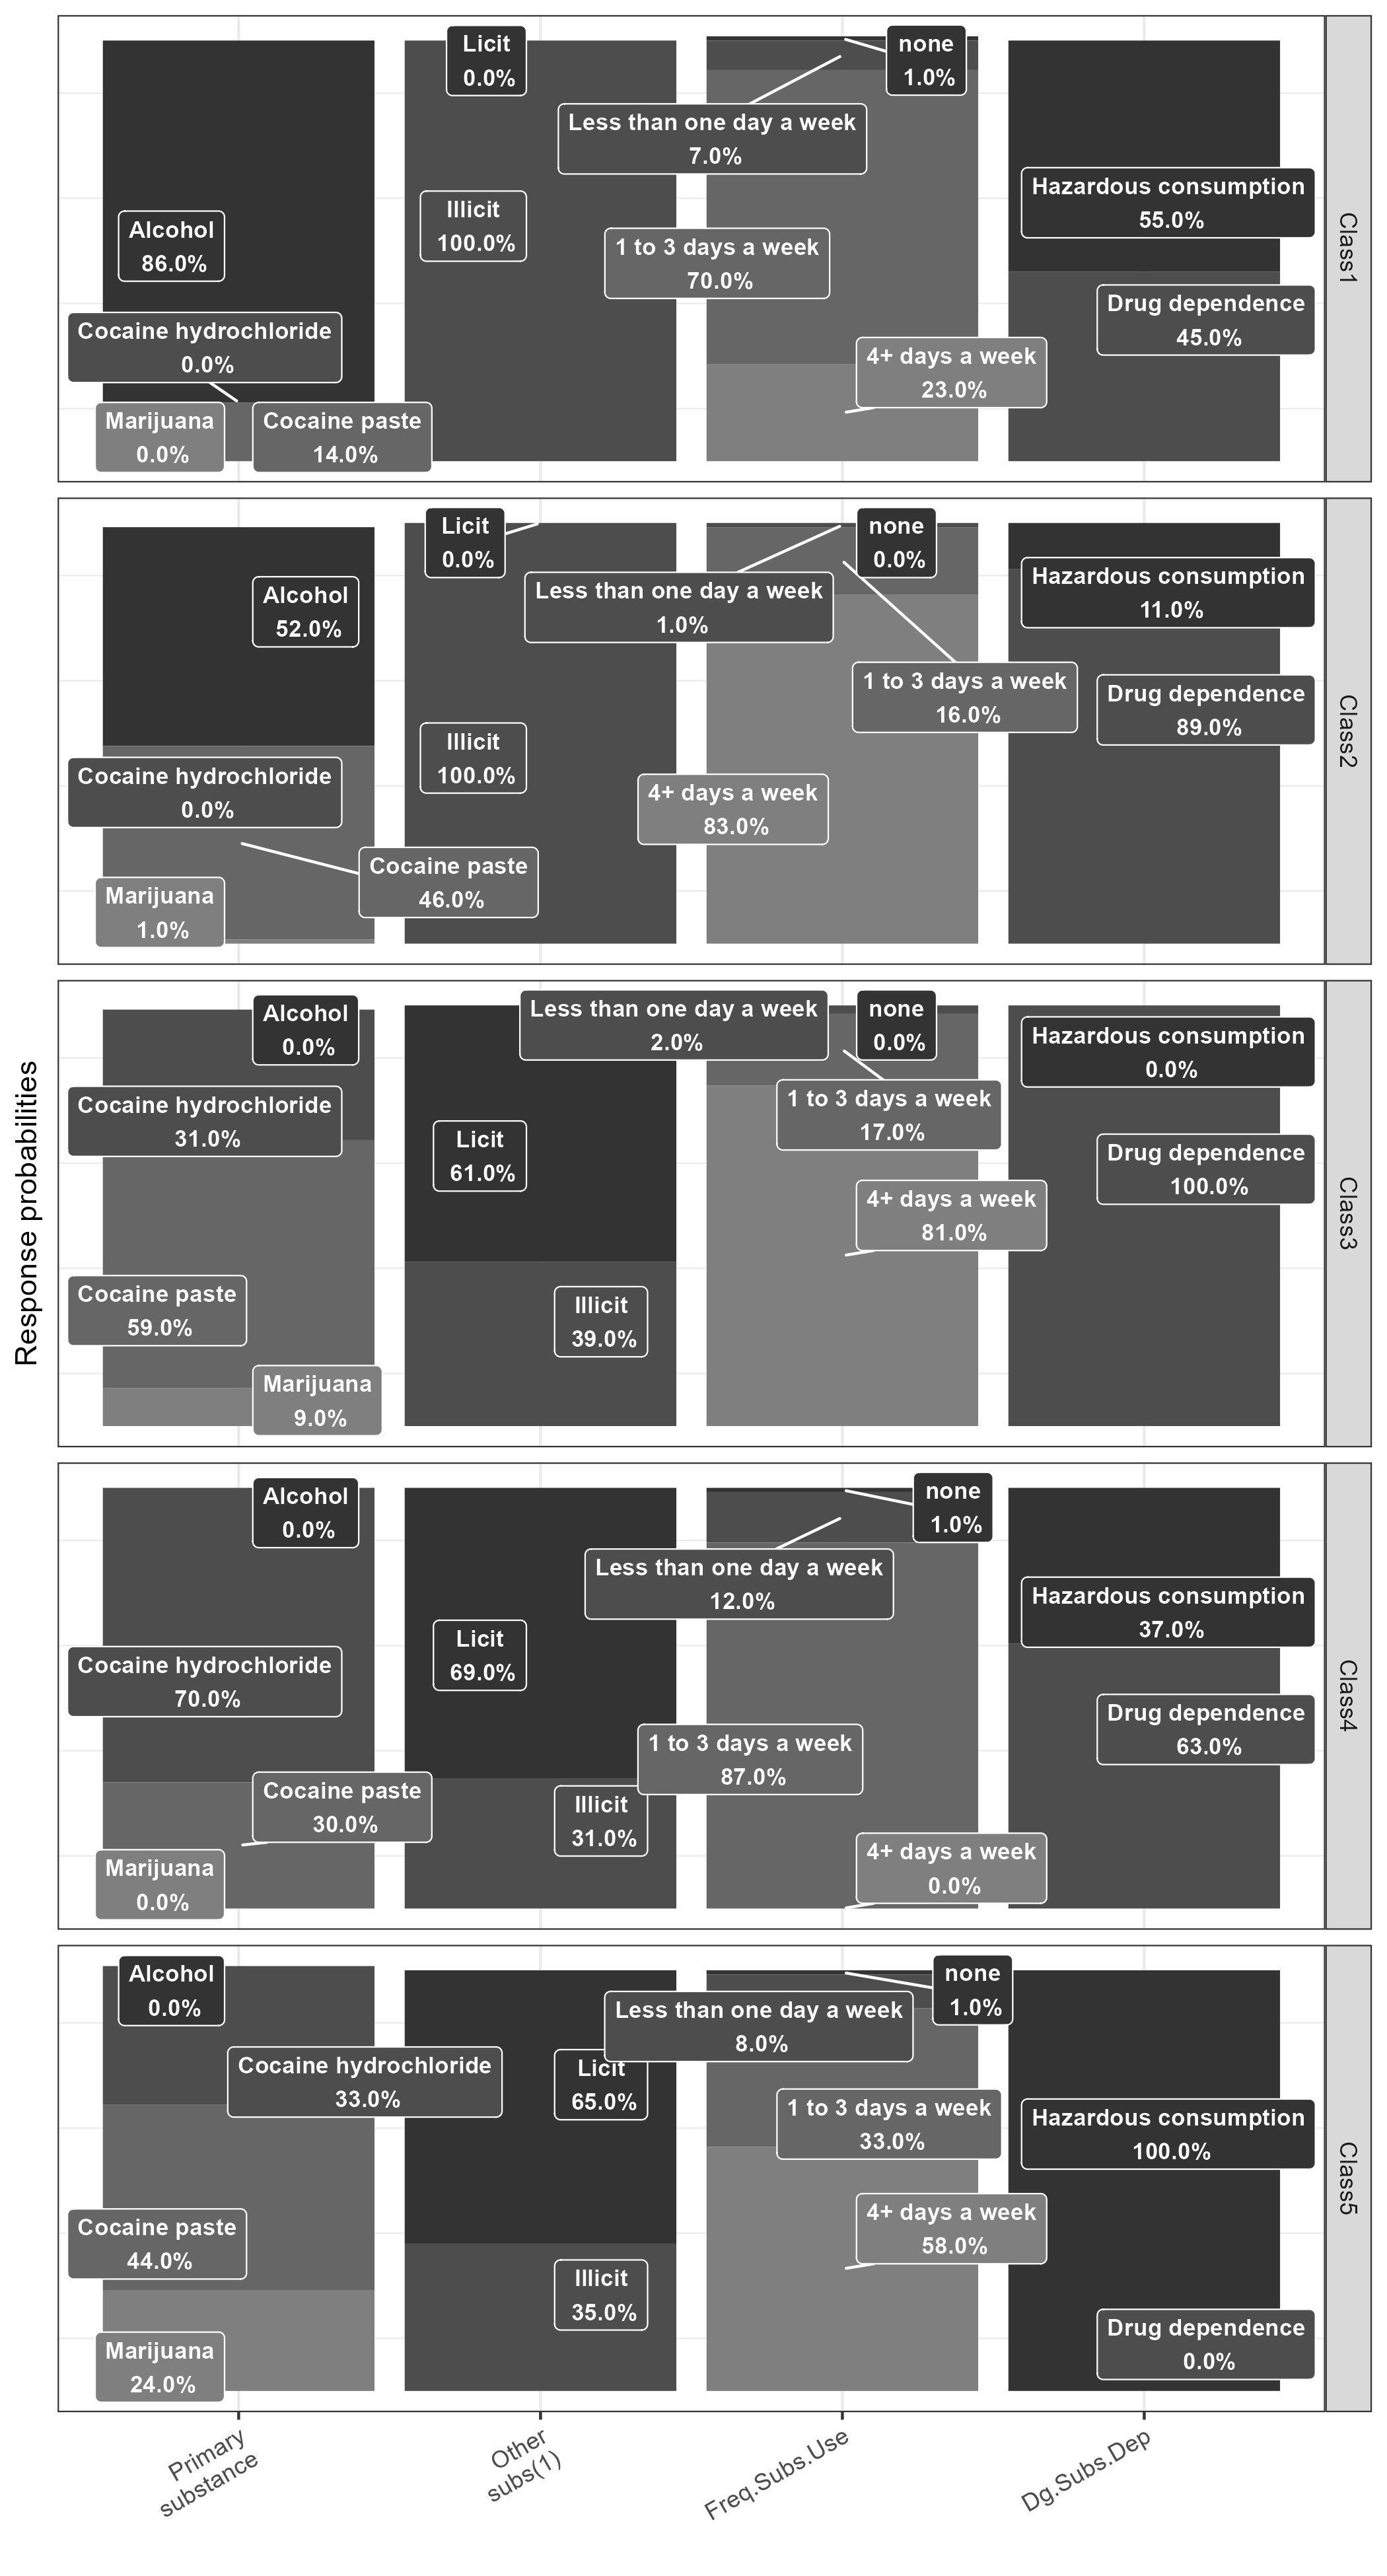 Response probabilities
Licit
0.0%
none
1.0%
Less than one day a week
7.0%
Illicit
100.0%
Hazardous consumption
55.0%
Alcohol
86.0%
1 to 3 days a week
70.0%
Drug dependence
45.0%
Cocaine hydrochloride
0.0%
4+ days a week
23.0%
Marijuana
0.0%
Cocaine paste
14.0%
Class1
Licit
0.0%
none
0.0%
Alcohol
52.0%
Less than one day a week
1.0%
Hazardous consumption
11.0%
1 to 3 days a week
16.0%
Drug dependence
89.0%
Illicit
100.0%
Cocaine hydrochloride
0.0%
4+ days a week
83.0%
Cocaine paste
46.0%
Marijuana
1.0%
Class2
Alcohol
0.0%
Less than one day a week
2.0%
none
0.0%
Hazardous consumption
0.0%
Cocaine hydrochloride
31.0%
1 to 3 days a week
17.0%
Licit
61.0%
Drug dependence
100.0%
4+ days a week
81.0%
Cocaine paste
59.0%
Illicit
39.0%
Marijuana
9.0%
Class3
Alcohol
0.0%
none
1.0%
Less than one day a week
12.0%
Hazardous consumption
37.0%
Licit
69.0%
Cocaine hydrochloride
70.0%
Drug dependence
63.0%
1 to 3 days a week
87.0%
Cocaine paste
30.0%
Illicit
31.0%
Marijuana
0.0%
4+ days a week
0.0%
Class4
Alcohol
0.0%
none
1.0%
Less than one day a week
8.0%
Cocaine hydrochloride
33.0%
Licit
65.0%
1 to 3 days a week
33.0%
Hazardous consumption
100.0%
Cocaine paste
44.0%
4+ days a week
58.0%
Illicit
35.0%
Drug dependence
0.0%
Marijuana
24.0%
Class5
Primary
substance
Other
subs(1)
Freq.Subs.Use
Dg.Subs.Dep